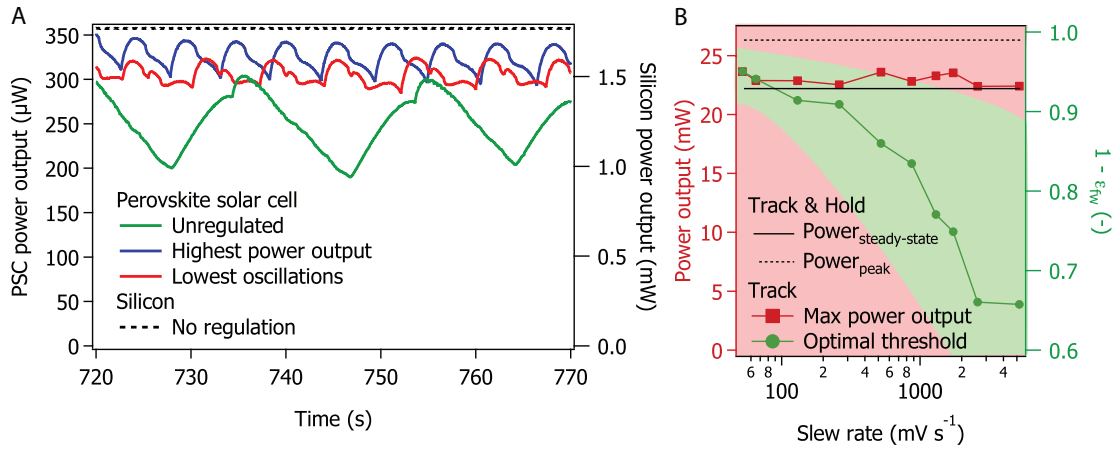 A
350
300
250
200
150
100
50
0
PSC power output (µW)
1.5
1.0
0.5
0.0
Silicon power output (mW)
Perovskite solar cell
Unregulated
Highest power output
Lowest oscillations
Silicon
No regulation
720
730
740
750
760
770
Time (s)
B
25
20
15
10
5
0
Power output (mW)
1.0
0.9
0.8
0.7
0.6
1 - εfw (-)
Track & Hold
Powersteady-state
Powerpeak
Track
Max power output
Optimal threshold
6 8 2 4 6 8 2 4
100 1000
Slew rate (mV s-1)